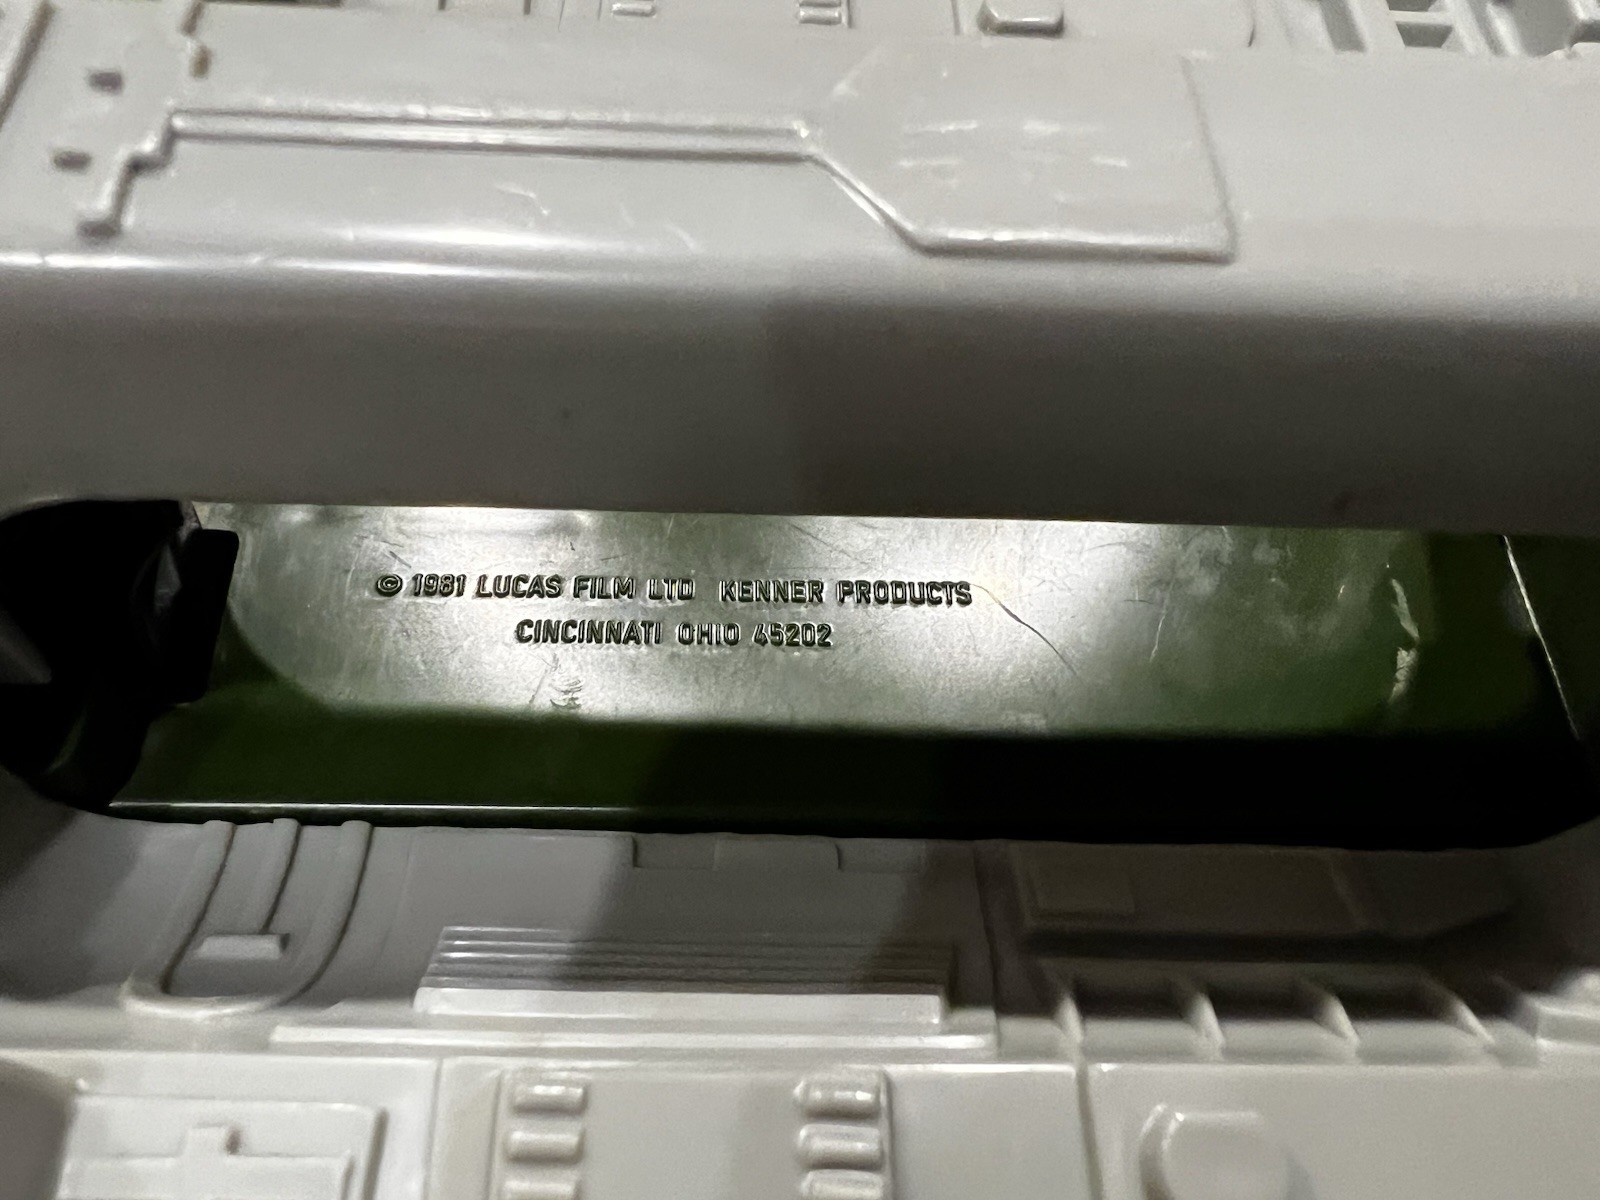 © 1981 LUCAS FILM LTD KENNER PRODUCTS
CINCINNATI OHIO 45202